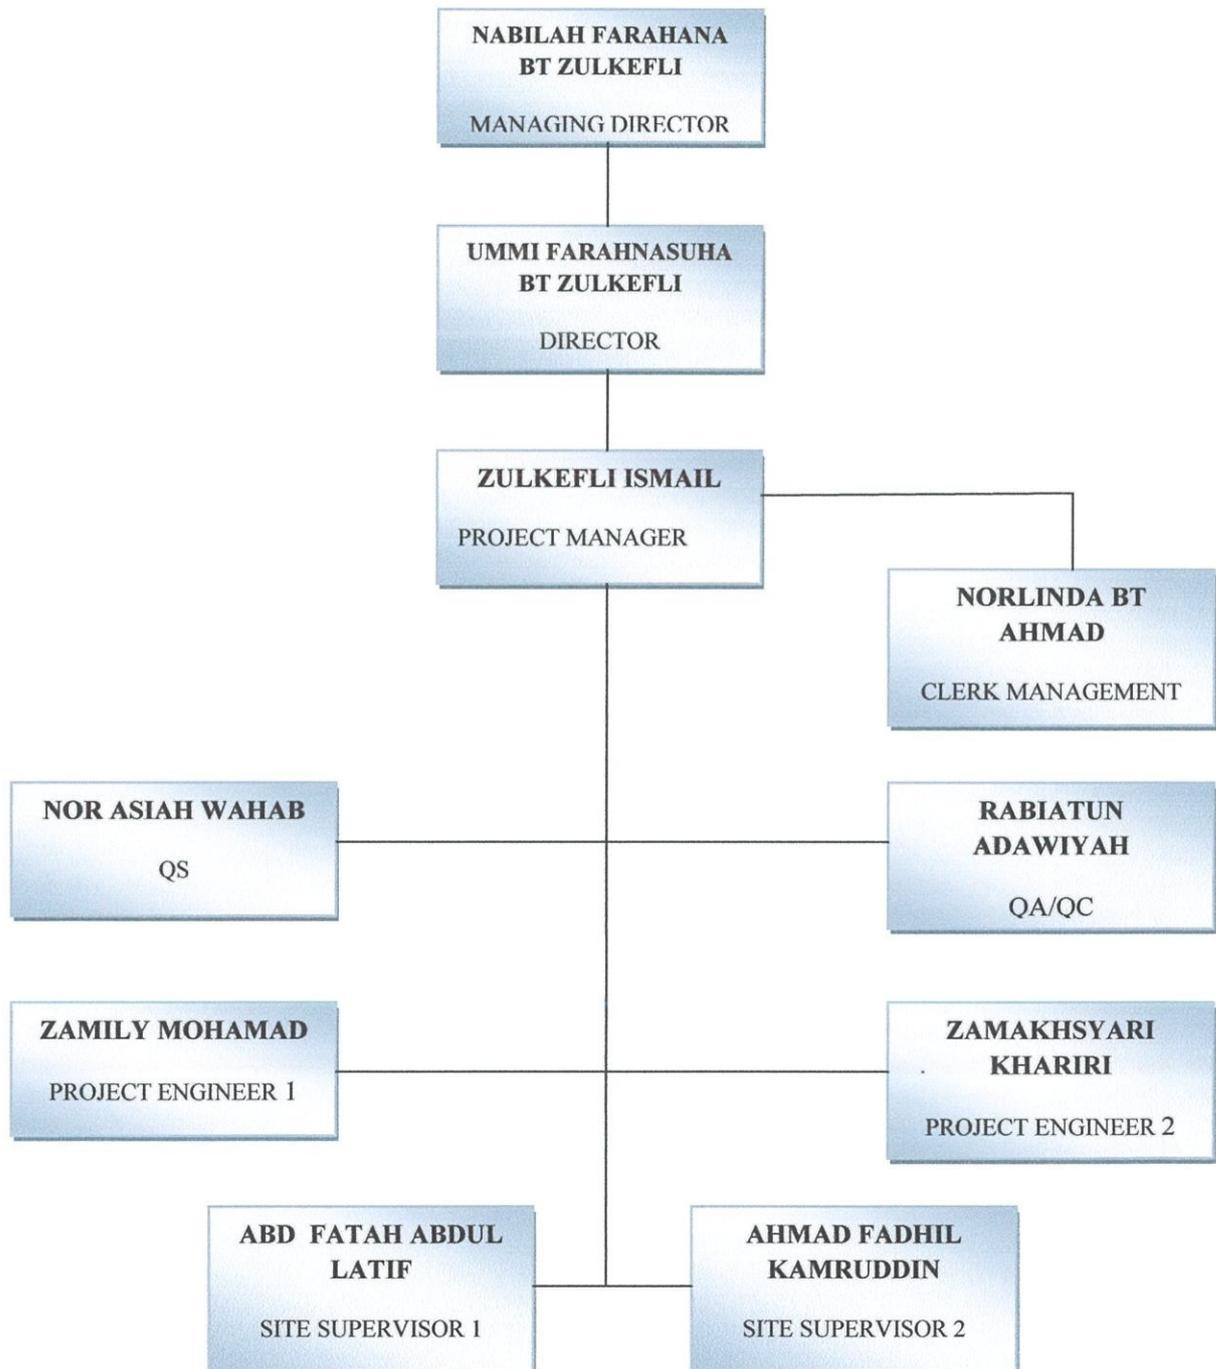 NABILAH FARAHANA
BT ZULKEFLI
MANAGING DIRECTOR
UMMI FARAHNASUHA
BT ZULKEFLI
DIRECTOR
ZULKEFLI ISMAIL
PROJECT MANAGER
NORLINDA BT
AHMAD
CLERK MANAGEMENT
NOR ASIAH WAHAB
QS
RABIATUN
ADAWIYAH
QA/QC
ZAMILY MOHAMAD
PROJECT ENGINEER 1
ZAMAKHSYARI
KHARIRI
PROJECT ENGINEER 2
ABD FATAH ABDUL
LATIF
SITE SUPERVISOR 1
AHMAD FADHIL
KAMRUDDIN
SITE SUPERVISOR 2